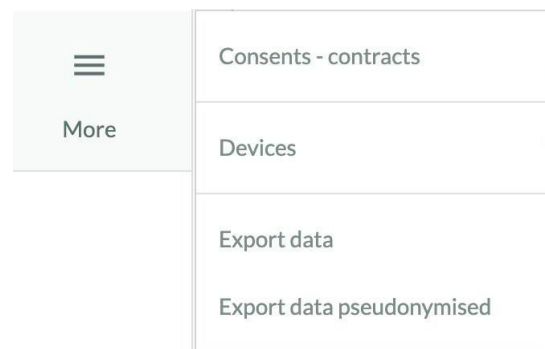 More
Consents - contracts
Devices
Export data
Export data pseudonymised